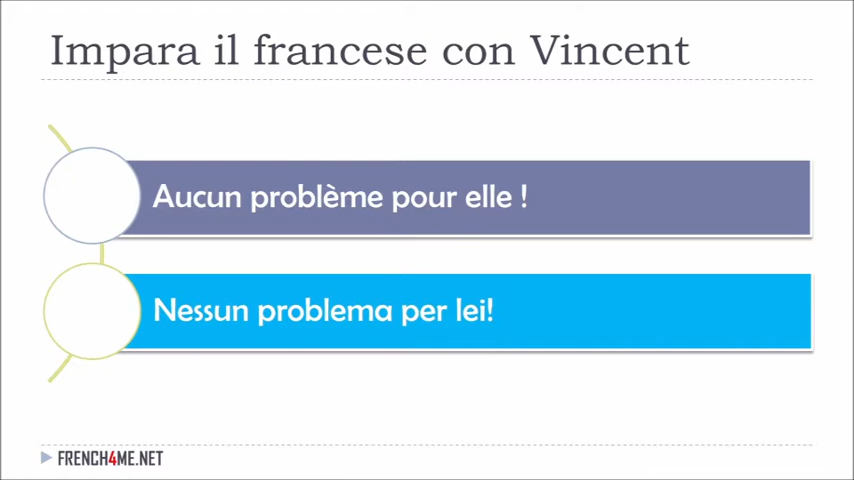 Impara il francese con Vincent
Aucun problème pour elle !
Nessun problema per lei!
FRENCH4ME.NET